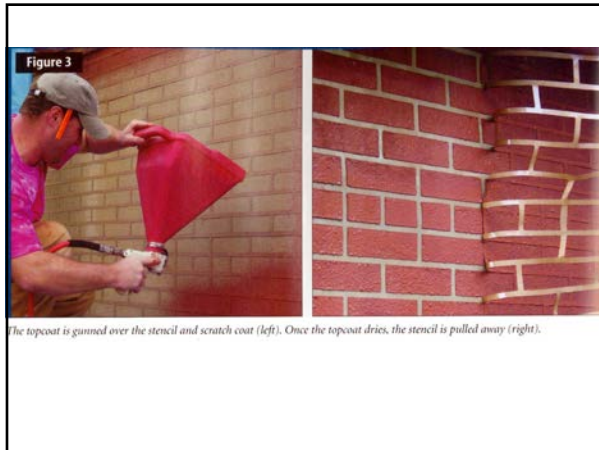 Figure 3
The topcoat is gunned over the stencil and scratch coat (left). Once the topcoat dries, the stencil is pulled away (right).